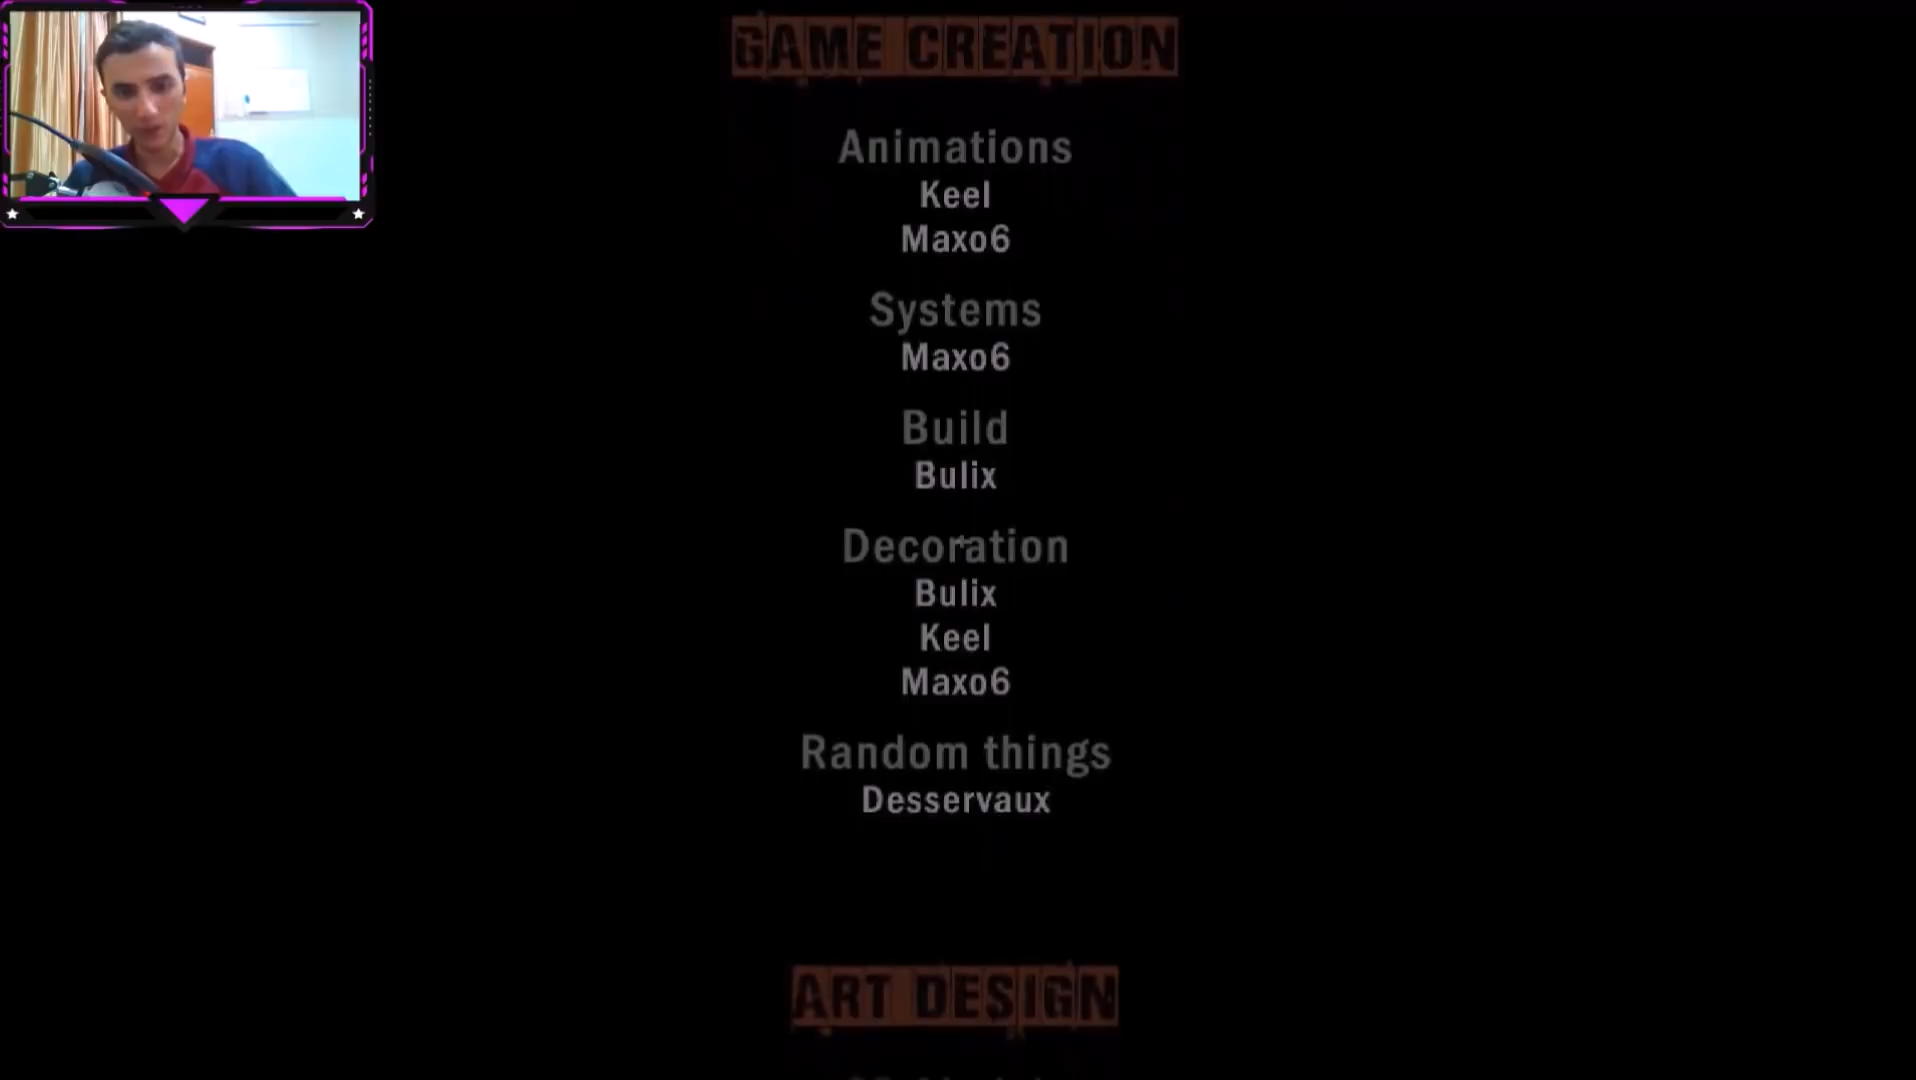 GAME CREATION
Animations
Keel
Maxo6
Systems
Maxo6
Build
Bulix
Decoration
Bulix
Keel
Maxo6
Random things
Desservaux
ART DESIGN